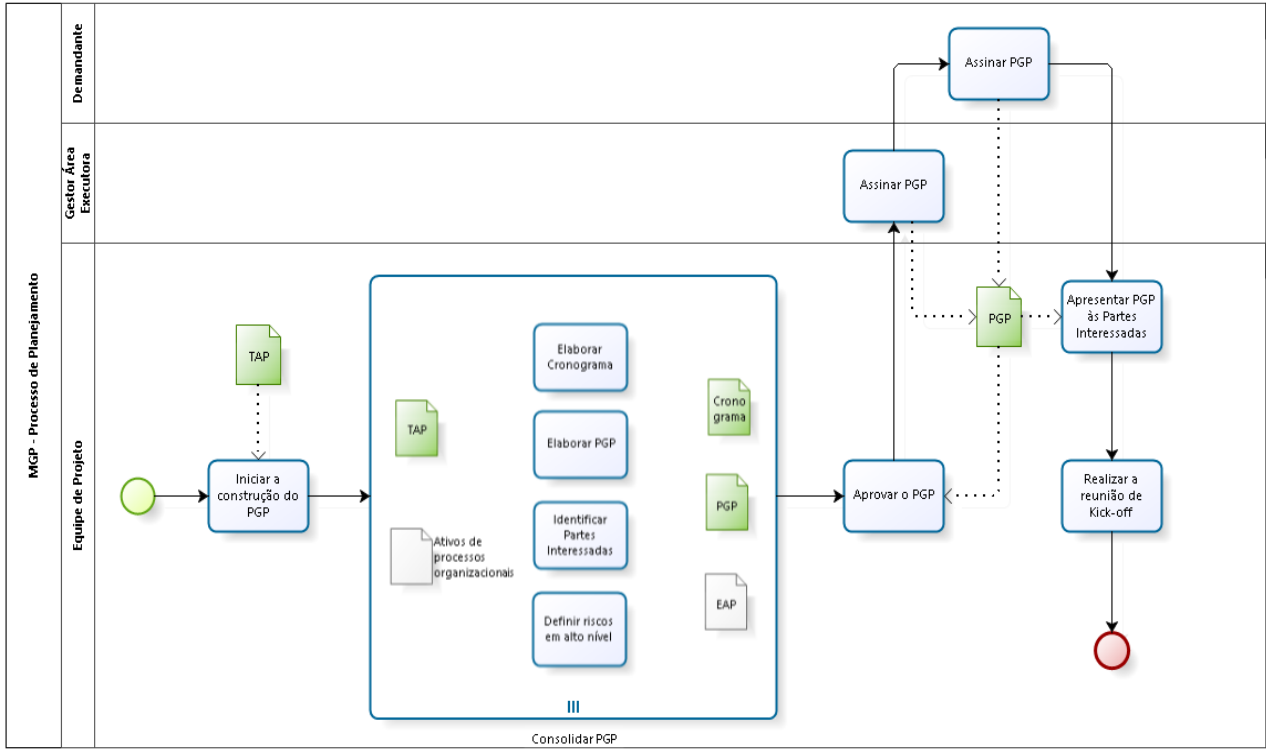 MGP - Processo de Planejamento
Demandante
Gestor Área
Executora
Equipe de Projeto
Assinar PGP
Assinar PGP
TAP
Iniciar a
construção do
PGP
TAP
Ativos de
processos
organizacionais
Elaborar
Cronograma
Elaborar PGP
Identificar
Partes
Interessadas
Definir riscos
em alto nível
Crono
grama
PGP
EAP
Consolidar PGP
Aprovar o PGP
PGP
Apresentar PGP
às Partes
Interessadas
Realizar a
reunião de
Kick-off